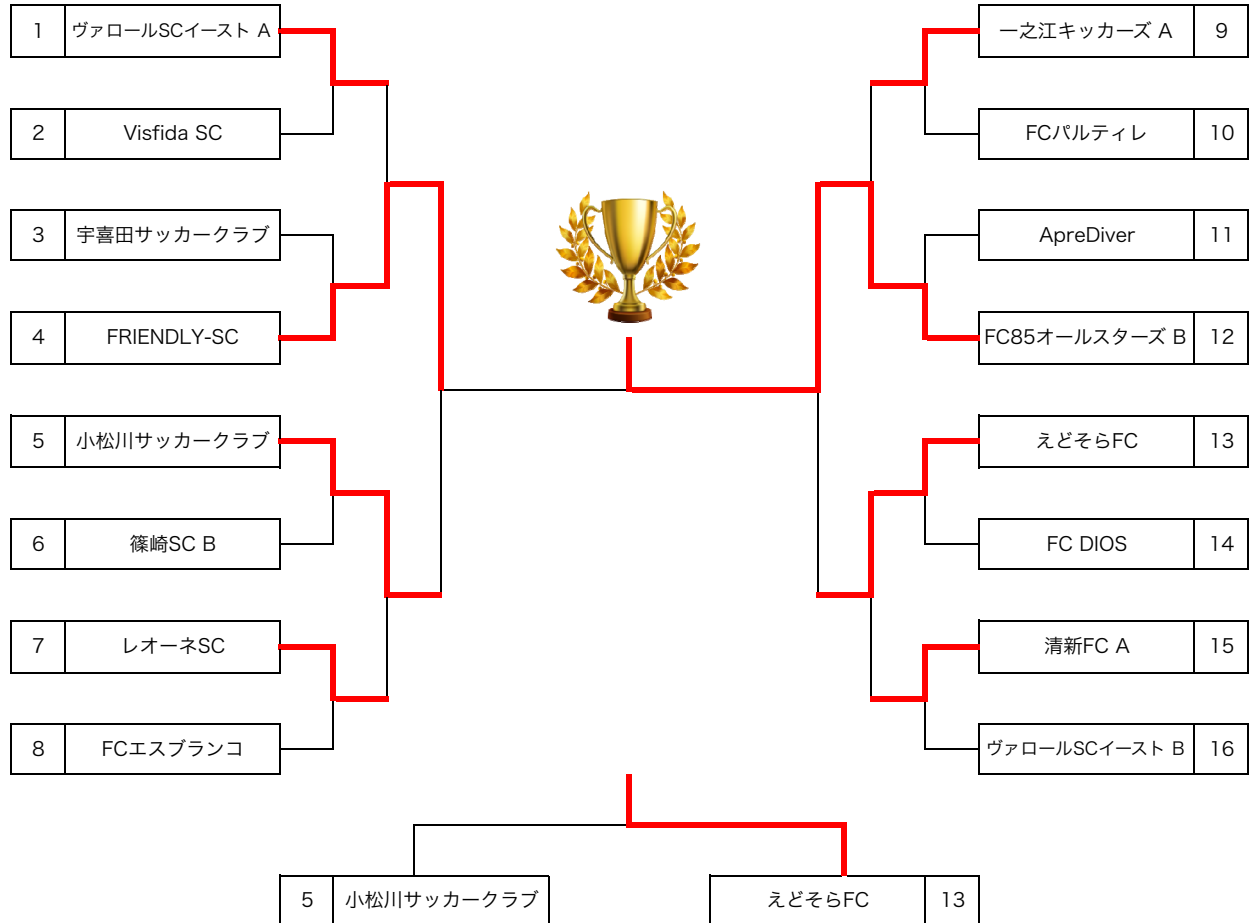 1 ヴァロールSCイースト A
2 Visfida SC
3 宇喜田サッカークラブ
4 FRIENDLY-SC
5 小松川サッカークラブ
6 篠崎SC B
7 レオーネSC
8 FCエスブランコ
一之江キッカーズ A 9
FCパルティレ 10
ApreDiver 11
FC85オールスターズ B 12
えどそらFC 13
FC DIOS 14
清新FC A 15
ヴァロールSCイースト B 16
5 小松川サッカークラブ
えどそらFC 13